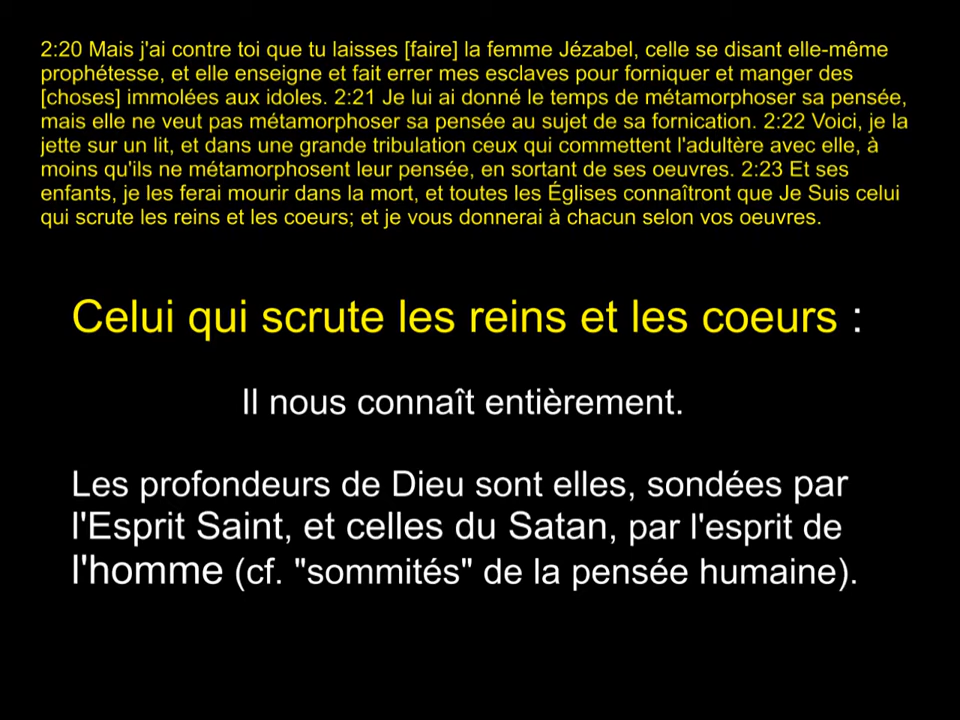 2:20 Mais j'ai contre toi que tu laisses [faire] la femme Jézabel, celle se disant elle-même
prophétesse, et elle enseigne et fait errer mes esclaves pour forniquer et manger des
[choses] immolées aux idoles. 2:21 Je lui ai donné le temps de métamorphoser sa pensée,
mais elle ne veut pas métamorphoser sa pensée au sujet de sa fornication. 2:22 Voici, je la
jette sur un lit, et dans une grande tribulation ceux qui commettent l'adultère avec elle, à
moins qu'ils ne métamorphosent leur pensée, en sortant de ses oeuvres. 2:23 Et ses
enfants, je les ferai mourir dans la mort, et toutes les Églises connaîtront que Je Suis celui
qui scrute les reins et les coeurs; et je vous donnerai à chacun selon vos oeuvres.
Celui qui scrute les reins et les coeurs :
Il nous connaît entièrement.
Les profondeurs de Dieu sont elles, sondées par
l'Esprit Saint, et celles du Satan, par l'esprit de
l'homme (cf. "sommités" de la pensée humaine).